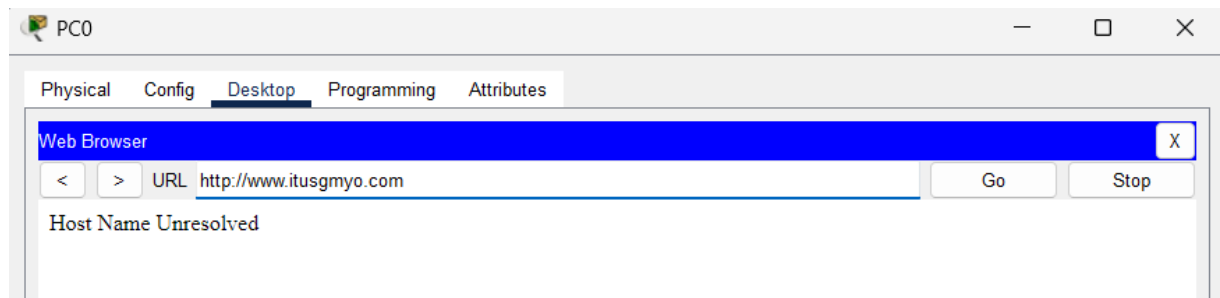 PC0
Physical Config Desktop Programming Attributes
Web Browser X
< > URL http://www.itusgmyo.com Go Stop
Host Name Unresolved